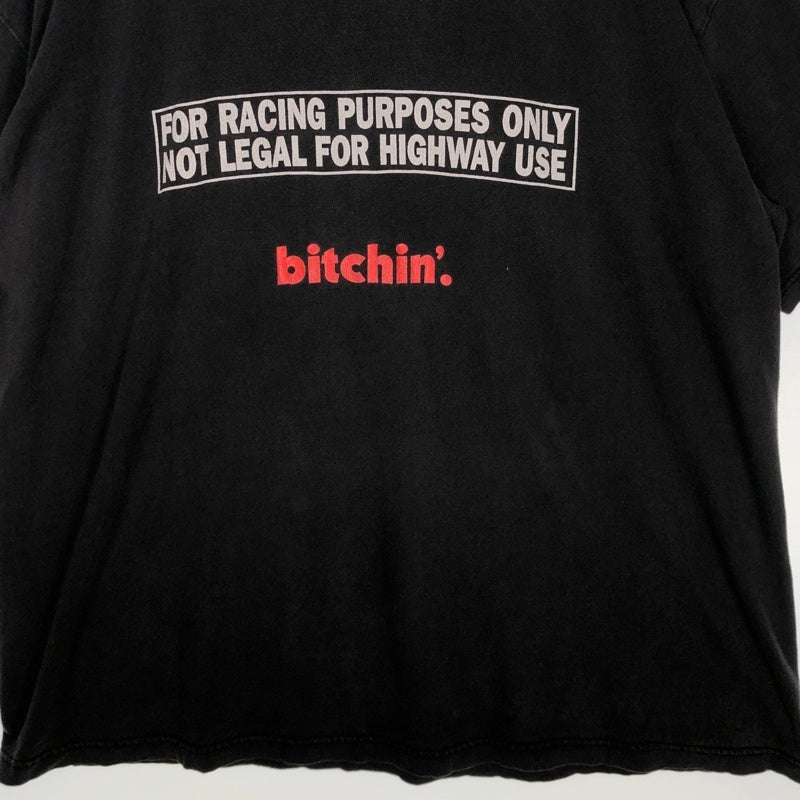 FOR RACING PURPOSES ONLY
NOT LEGAL FOR HIGHWAY USE
bitchin'.